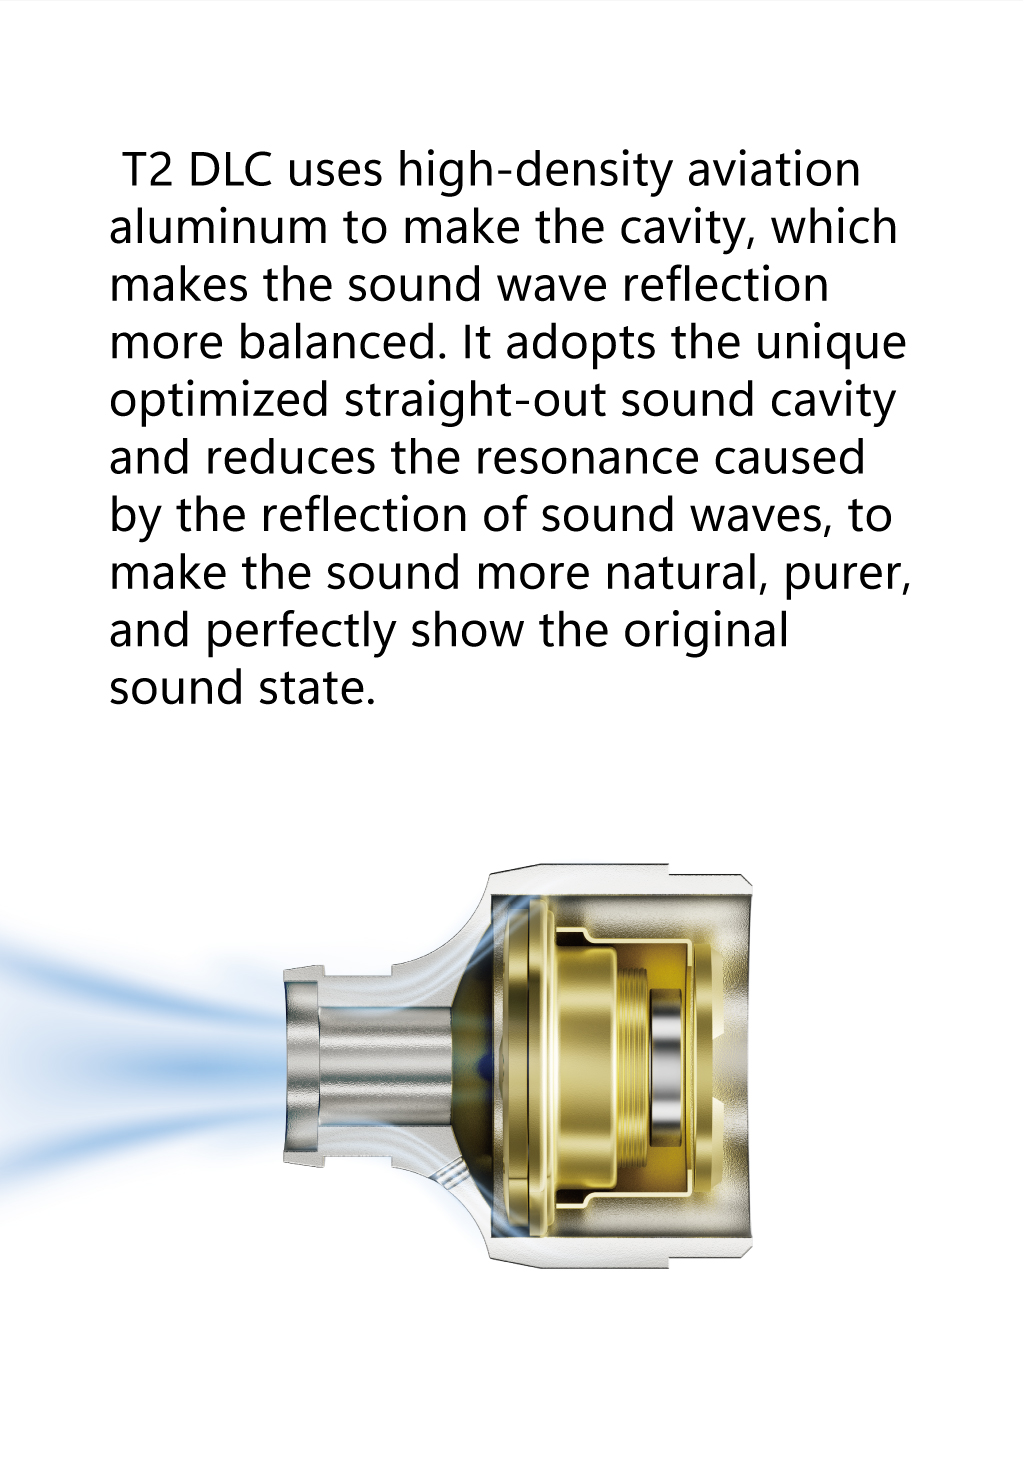 T2 DLC uses high-density aviation
aluminum to make the cavity, which
makes the sound wave reflection
more balanced. It adopts the unique
optimized straight-out sound cavity
and reduces the resonance caused
by the reflection of sound waves, to
make the sound more natural, purer,
and perfectly show the original
sound state.